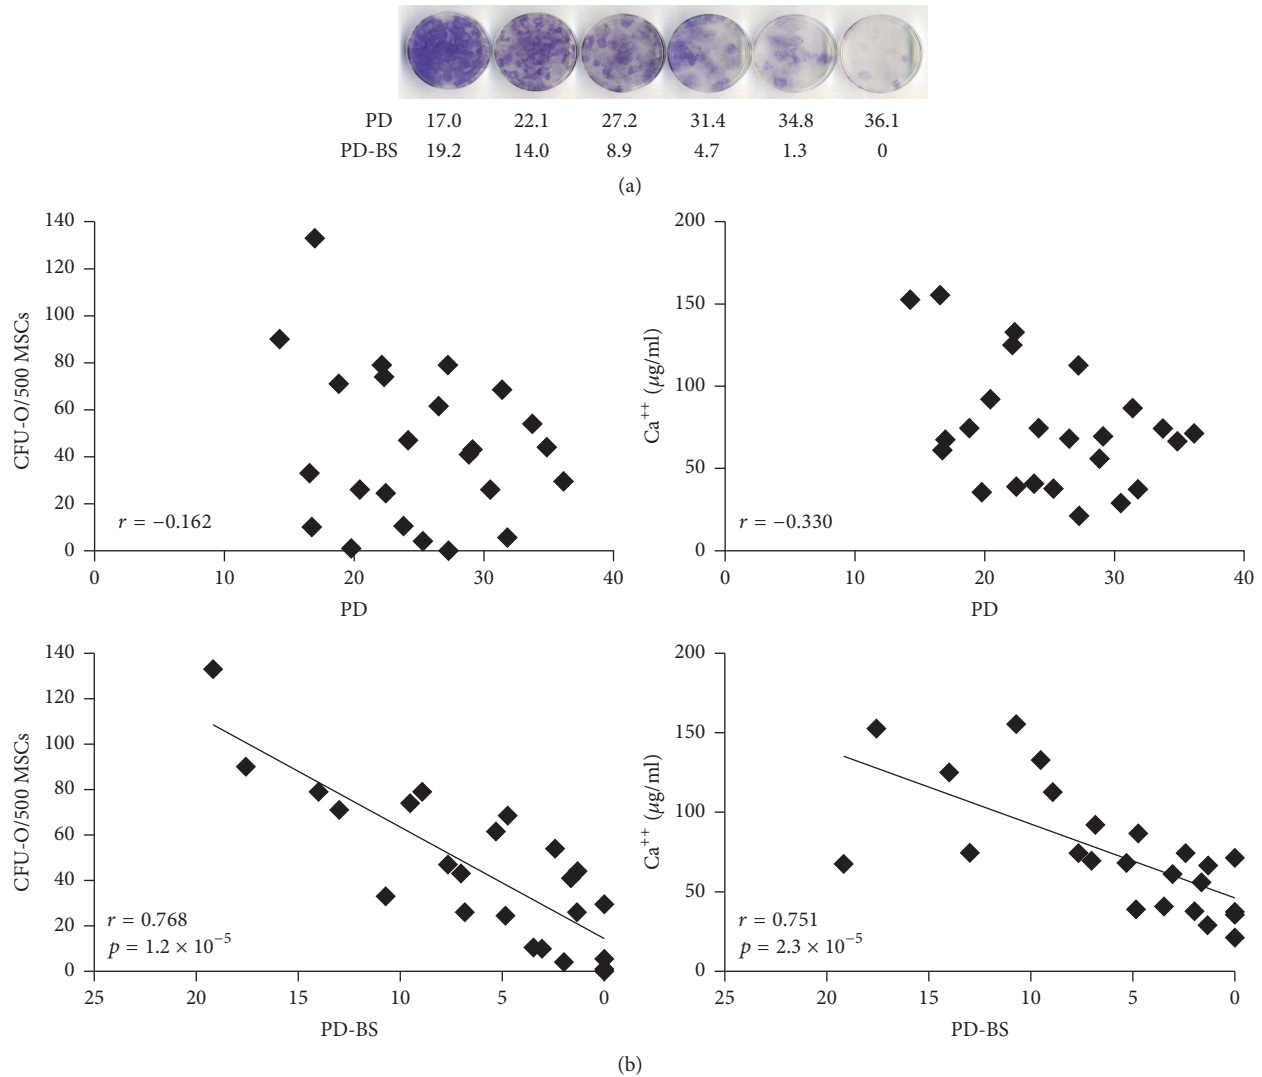 PD 17.0 22.1 27.2 31.4 34.8 36.1
PD-BS 19.2 14.0 8.9 4.7 1.3 0
(a)
140
120
100
80
60
40
20
0
CFU-O/500 MSCs
r = −0.162
0 10 20 30 40
PD
200
150
100
50
0
Ca++ (μg/ml)
r = −0.330
0 10 20 30 40
PD
140
120
100
80
60
40
20
0
CFU-O/500 MSCs
r = 0.768
p = 1.2 × 10−5
25 20 15 10 5 0
PD-BS
200
150
100
50
0
Ca++ (μg/ml)
r = 0.751
p = 2.3 × 10−5
25 20 15 10 5 0
PD-BS
(b)